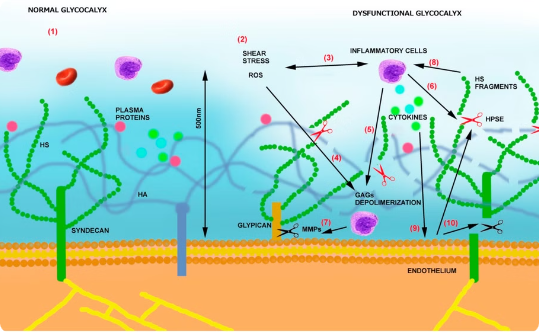 NORMAL GLYCOCALYX
DYSFUNCTIONAL GLYCOCALYX
(1)
(2)
SHEAR
STRESS
ROS
(3)
INFLAMMATORY CELLS
(8)
(6)
HS
FRAGMENTS
PLASMA
PROTEINS
500nm
CYTOKINES
HPSE
(5)
HS
(4)
HA
GAGs
DEPOLIMERIZATION
SYNDECAN
GLYPICAN
MMPs
(7)
(9)
(10)
ENDOTHELIUM